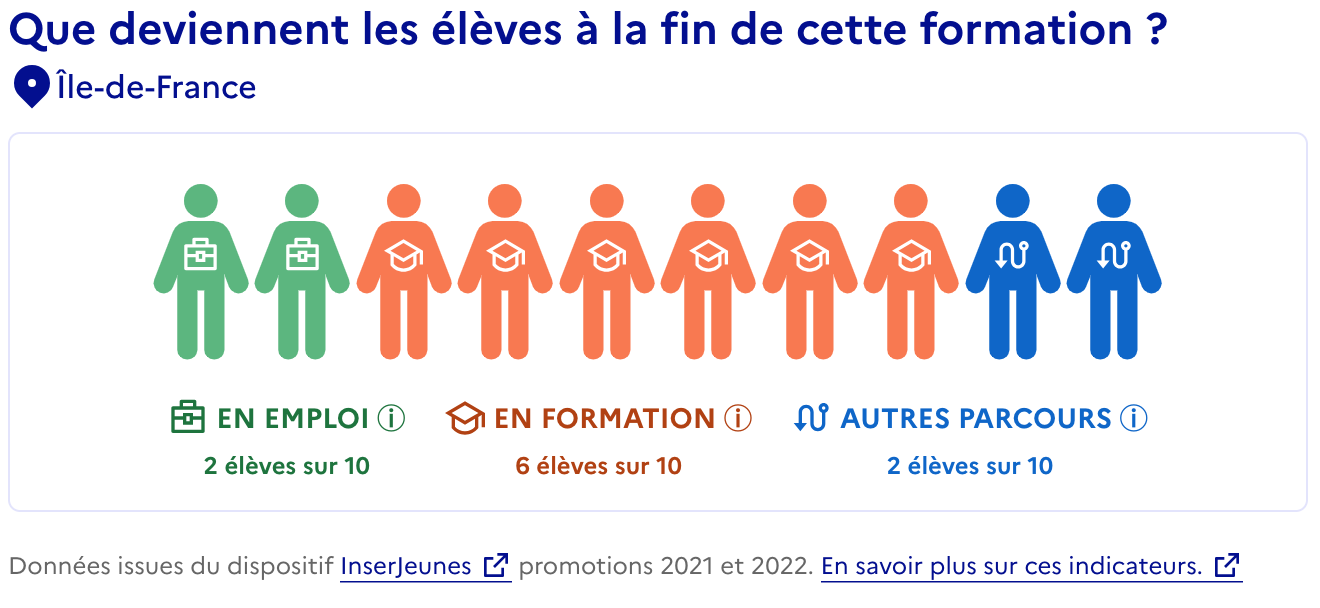 Que deviennent les élèves à la fin de cette formation ?
Île-de-France
EN EMPLOI
EN FORMATION
AUTRES PARCOURS
2 élèves sur 10
6 élèves sur 10
2 élèves sur 10
Données issues du dispositif InserJeunes promotions 2021 et 2022. En savoir plus sur ces indicateurs.